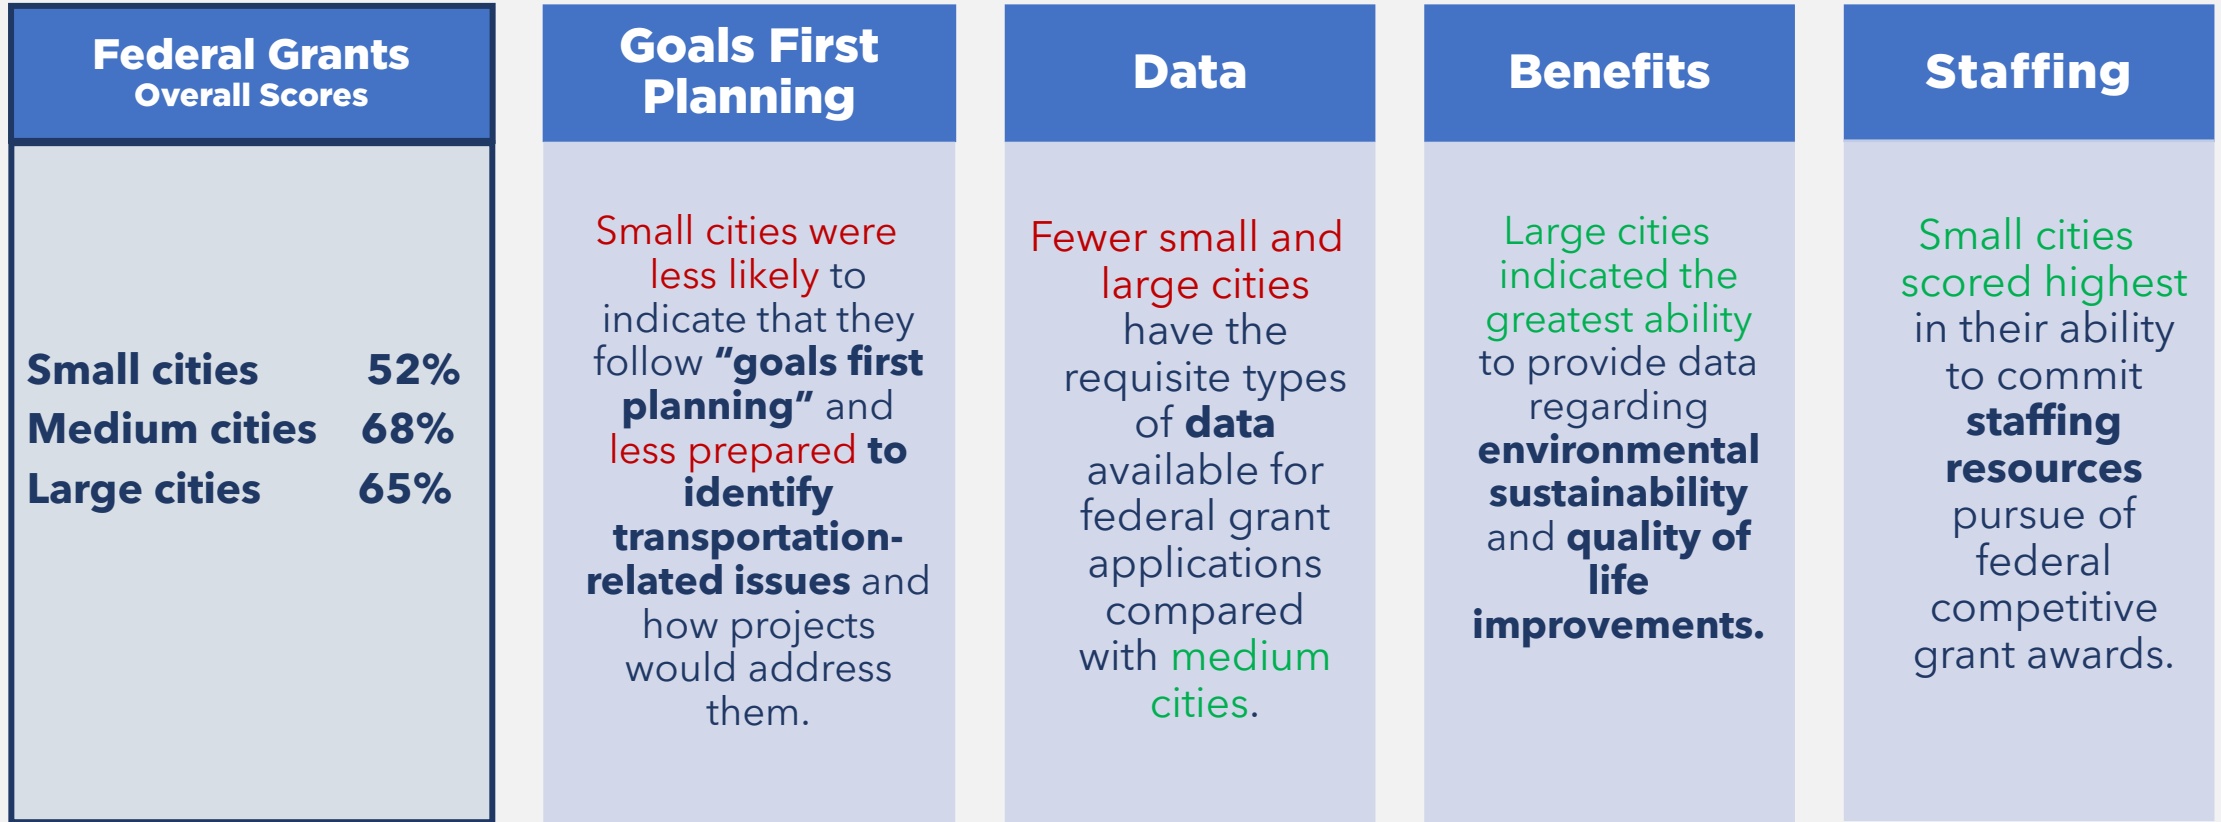 Federal Grants
Overall Scores
Small cities 52%
Medium cities 68%
Large cities 65%
Goals First
Planning
Small cities were
less likely to
indicate that they
follow “goals first
planning” and
less prepared to
identify
transportation-
related issues and
how projects
would address
them.
Data
Fewer small and
large cities
have the
requisite types
of data
available for
federal grant
applications
compared
with medium
cities.
Benefits
Large cities
indicated the
greatest ability
to provide data
regarding
environmental
sustainability
and quality of
life
improvements.
Staffing
Small cities
scored highest
in their ability
to commit
staffing
resources
pursue of
federal
competitive
grant awards.